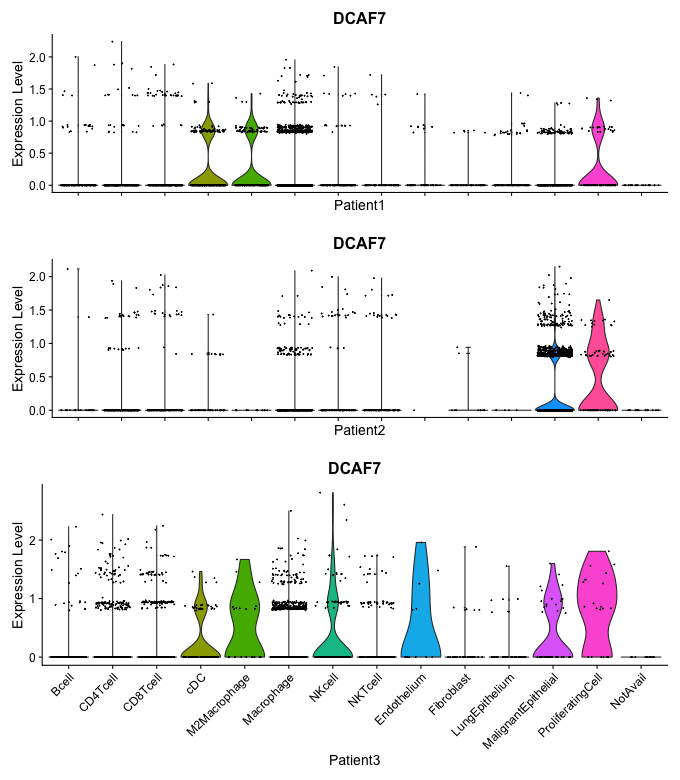 DCAF7
Expression Level
2.0
1.5
1.0
0.5
0.0
Patient1
DCAF7
Expression Level
2.0
1.5
1.0
0.5
0.0
Patient2
DCAF7
Expression Level
2
1
0
Bcell
CD4Tcell
CD8Tcell
cDC
M2Macrophage
Macrophage
NKcell
NKTcell
Endothelium
Fibroblast
LungEpithelium
MalignantEpithelial
ProliferatingCell
NotAvail
Patient3